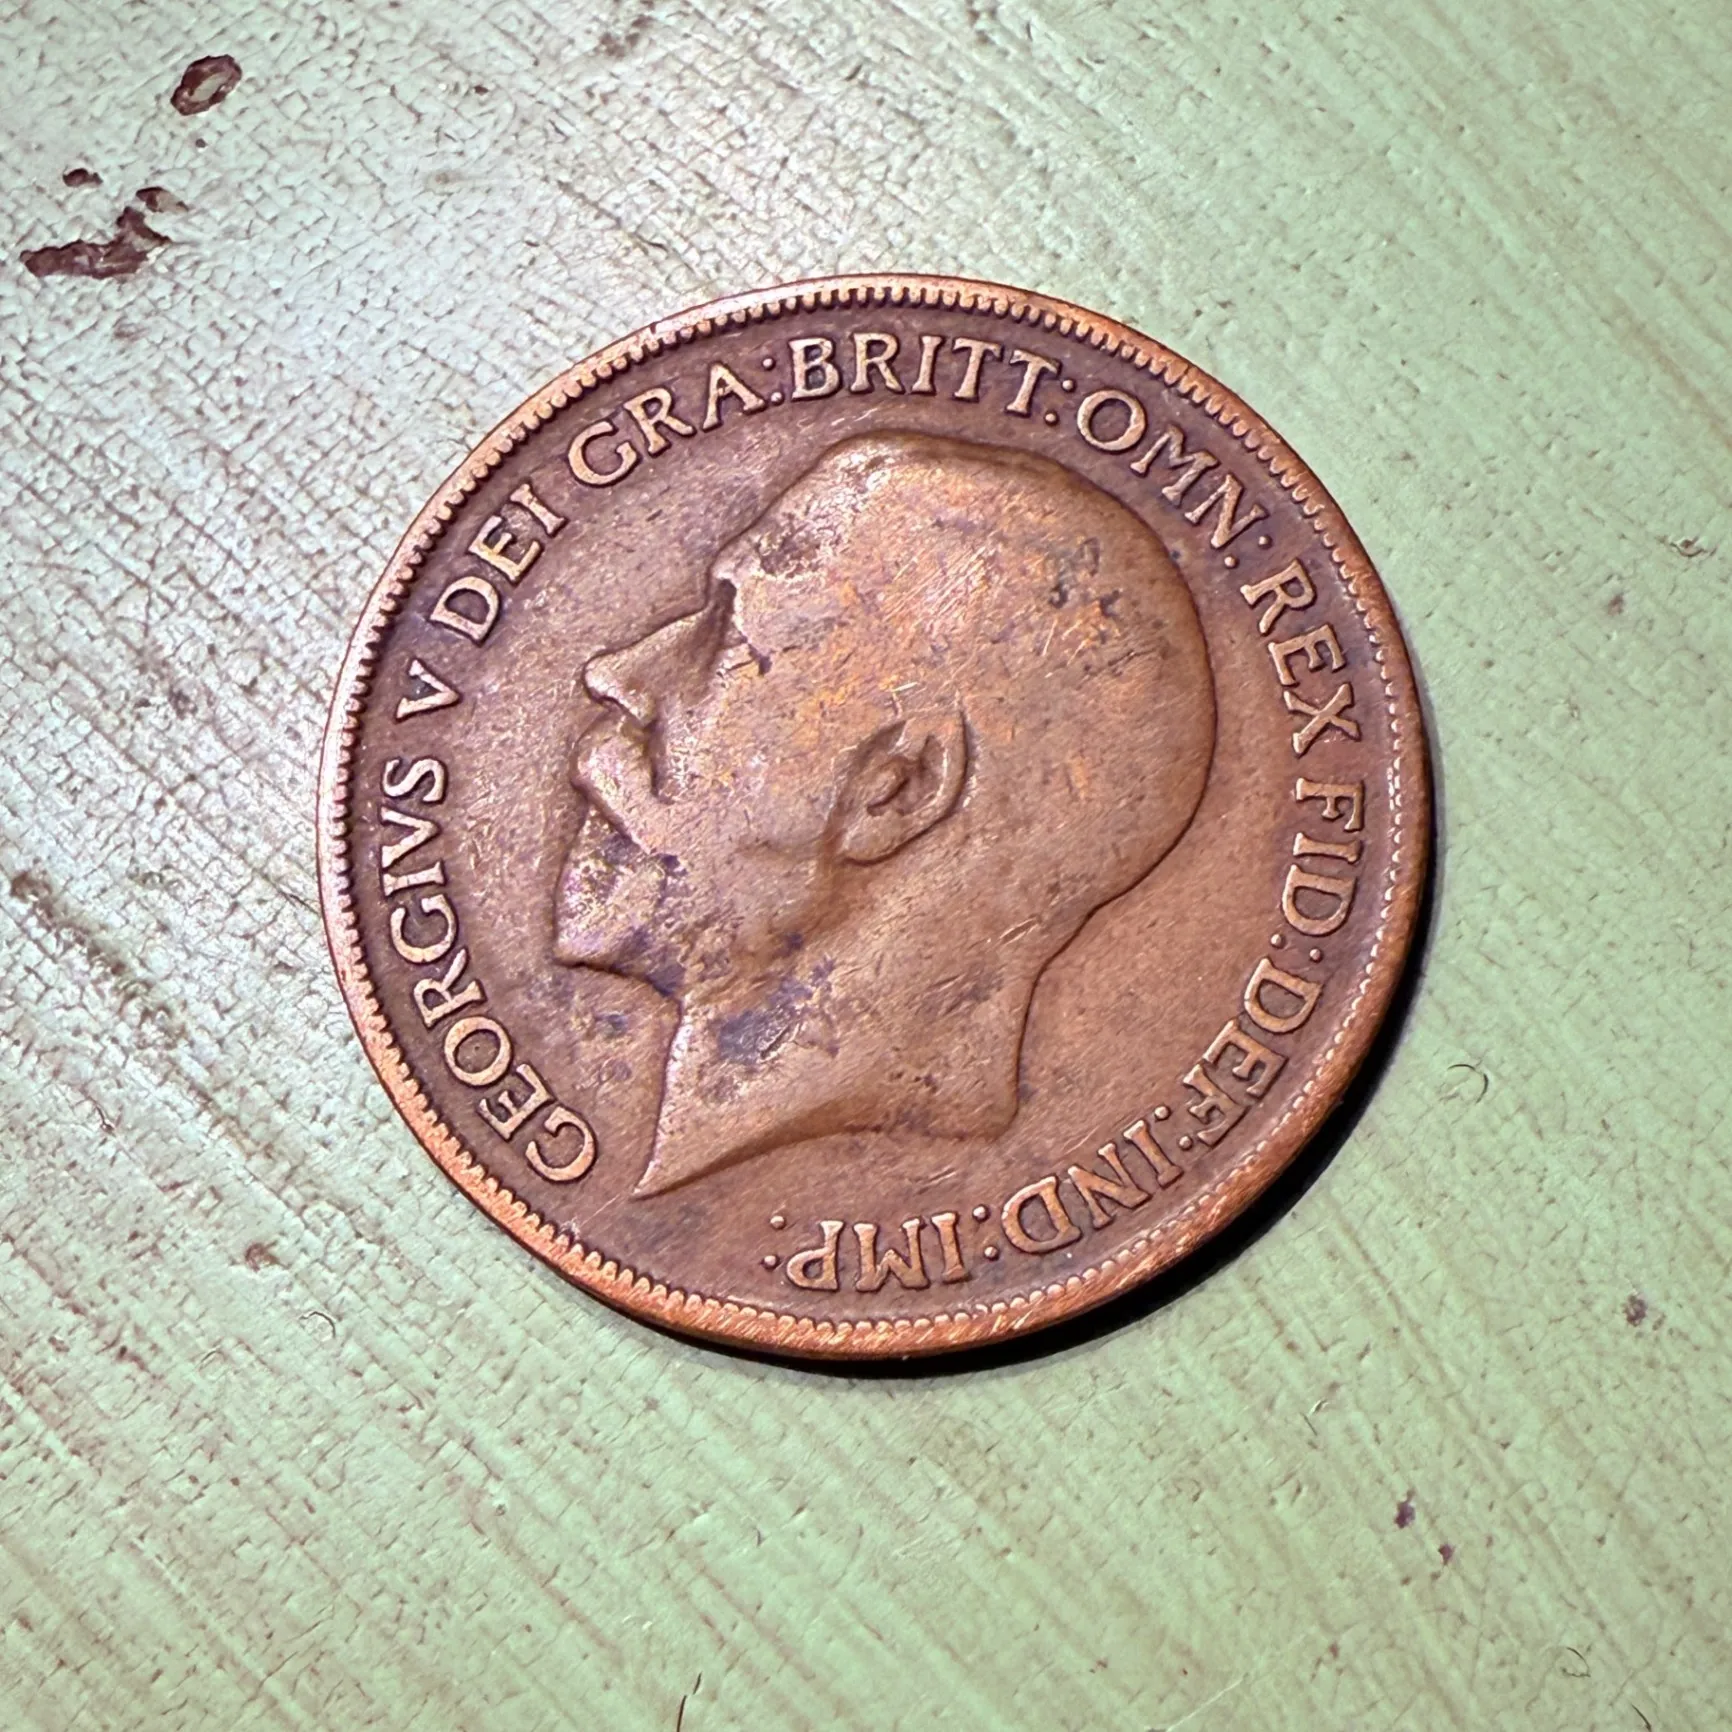 GEORGIVS V DEI GRA:BRITT:OMN:REX FID:DEF:IND:IMP: